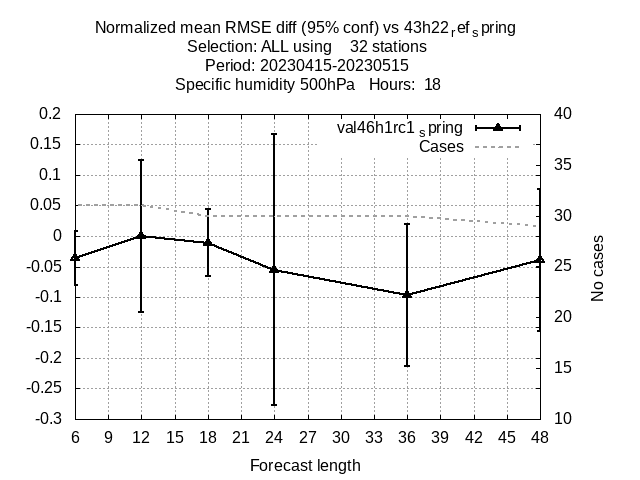 Normalized mean RMSE diff (95% conf) vs 43h22refspring
Selection: ALL using 32 stations
Period: 20230415-20230515
Specific humidity 500hPa Hours: 18
0.2
0.15
0.1
0.05
0
-0.05
-0.1
-0.15
-0.2
-0.25
-0.3
val46h1rc1spring
Cases
40
35
30
25
20
15
10
No cases
6 9 12 15 18 21 24 27 30 33 36 39 42 45 48
Forecast length